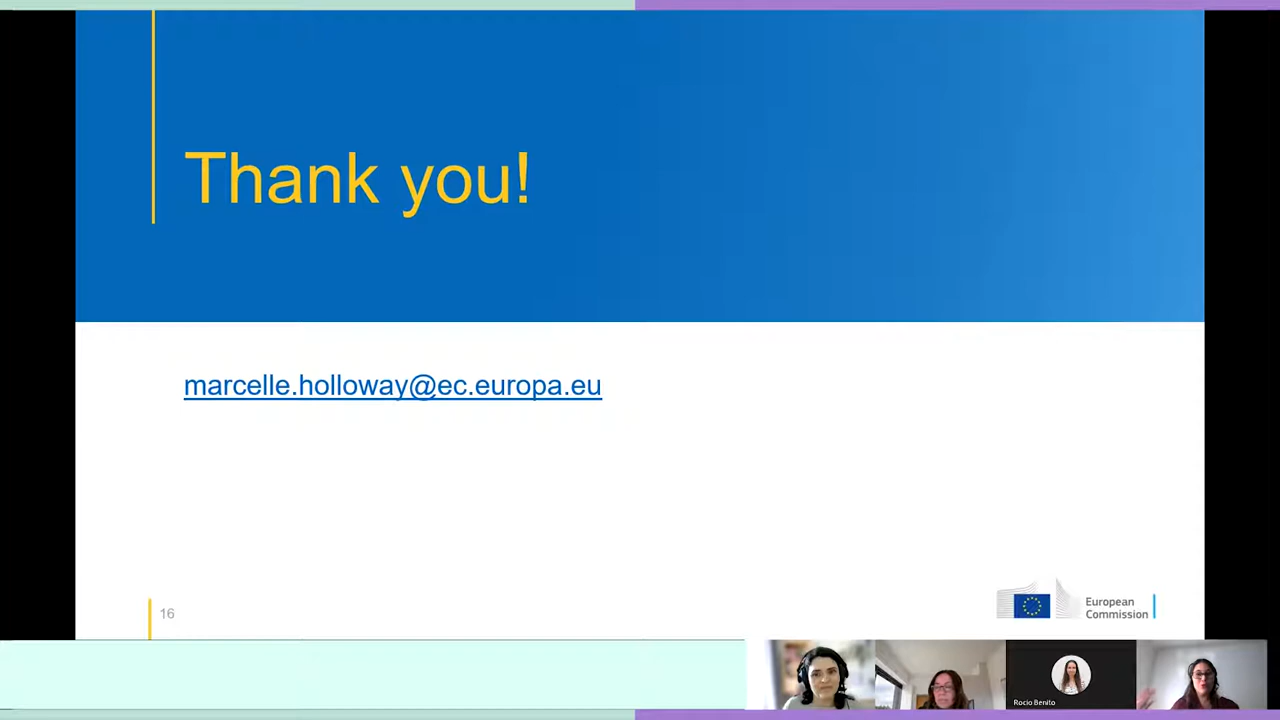 Thank you!
marcelle.holloway@ec.europa.eu
16
European
Commission
Rocio Benito